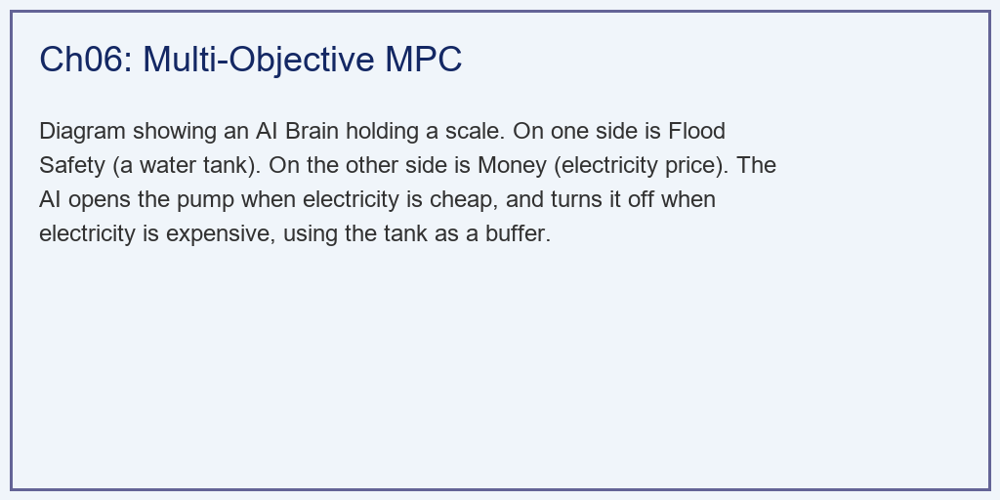 Ch06: Multi-Objective MPC
Diagram showing an AI Brain holding a scale. On one side is Flood
Safety (a water tank). On the other side is Money (electricity price). The
AI opens the pump when electricity is cheap, and turns it off when
electricity is expensive, using the tank as a buffer.